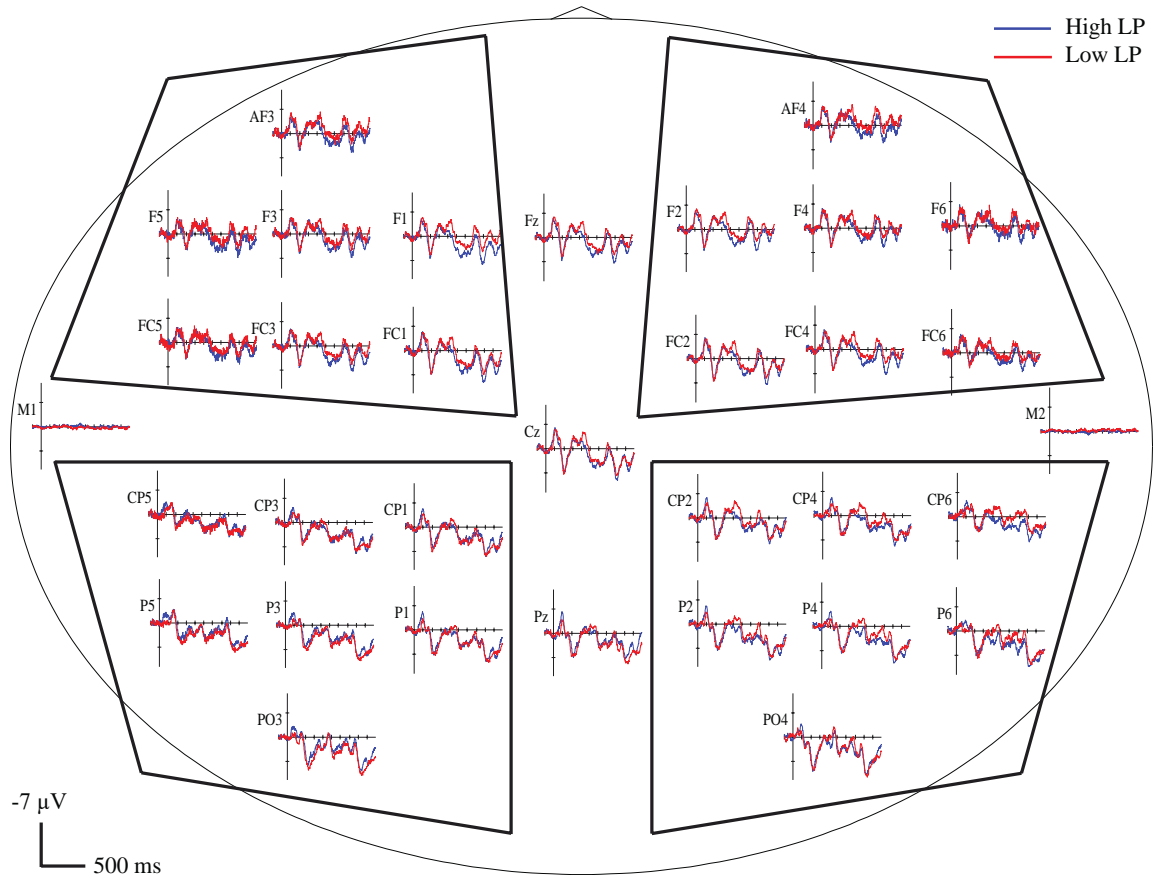 High LP
Low LP
AF3
AF4
F5
F3
F1
Fz
F2
F4
F6
FC5
FC3
FC1
FC2
FC4
FC6
M1
M2
Cz
CP5
CP3
CP1
CP2
CP4
CP6
P5
P3
P1
Pz
P2
P4
P6
PO3
PO4
-7 µV
500 ms